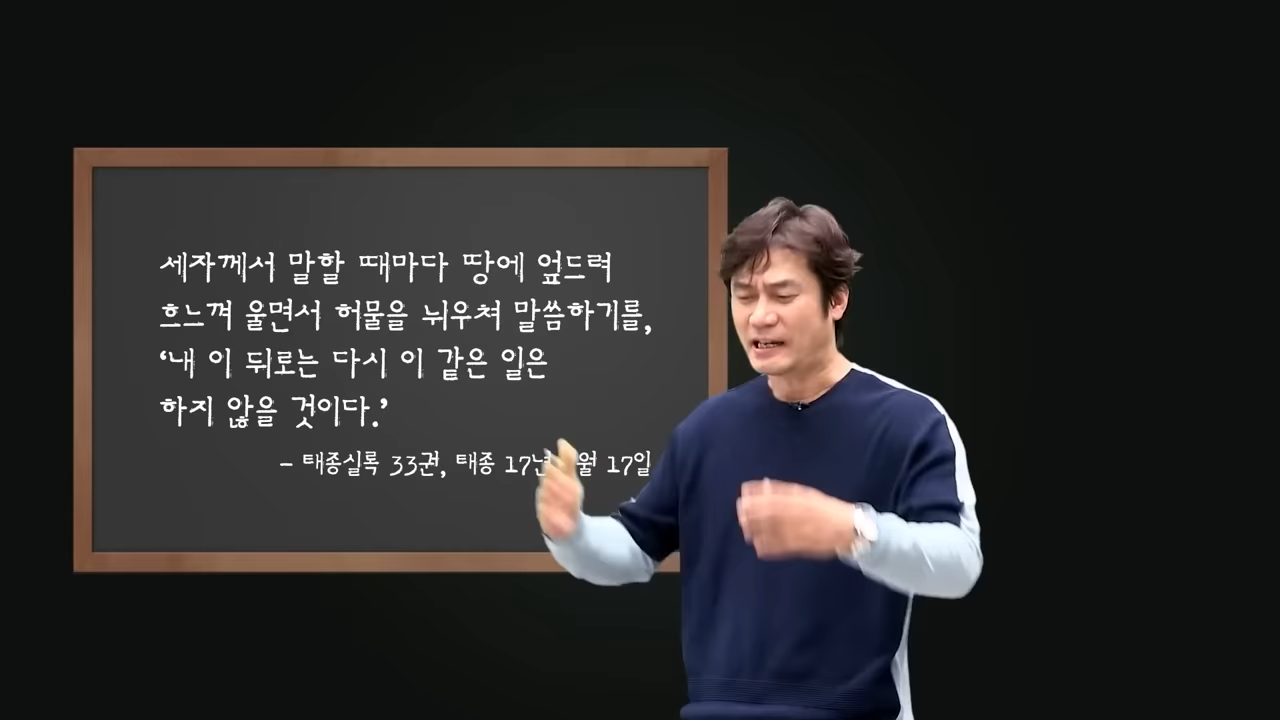 세자께서 말할 때마다 땅에 엎드려
흐느껴 울면서 허물을 뉘우쳐 말씀하기를,
‘내 이 뒤로는 다시 이 같은 일은
하지 않을 것이다.’
- 태종실록 33권, 태종 17년 월 17일